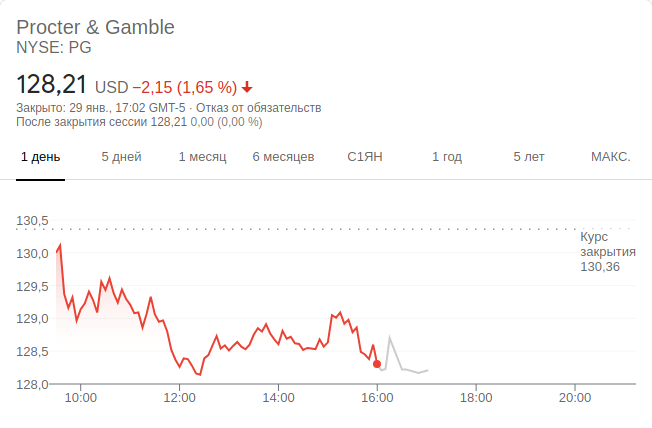 Procter & Gamble
NYSE: PG
128,21 USD −2,15 (1,65 %)
Закрыто: 29 янв., 17:02 GMT-5 · Отказ от обязательств
После закрытия сессии 128,21 0,00 (0,00 %)
1 день 5 дней 1 месяц 6 месяцев С1ЯН 1 год 5 лет МАКС.
130,5
Курс
закрытия
130,36
130,0
129,5
129,0
128,5
128,0
10:00 12:00 14:00 16:00 18:00 20:00